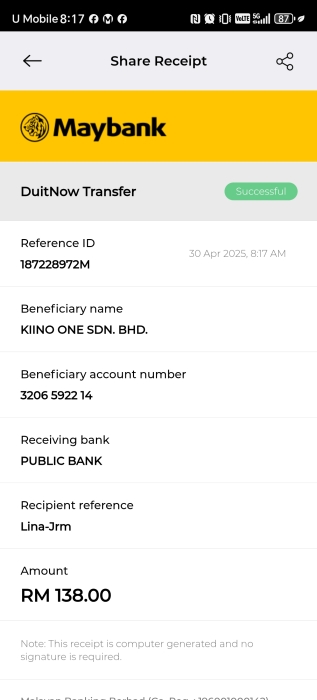 U Mobile 8:17 87
Share Receipt
Maybank
DuitNow Transfer Successful
Reference ID
187228972M 30 Apr 2025, 8:17 AM
Beneficiary name
KIINO ONE SDN. BHD.
Beneficiary account number
3206 5922 14
Receiving bank
PUBLIC BANK
Recipient reference
Lina-Jrm
Amount
RM 138.00
Note: This receipt is computer generated and no
signature is required.